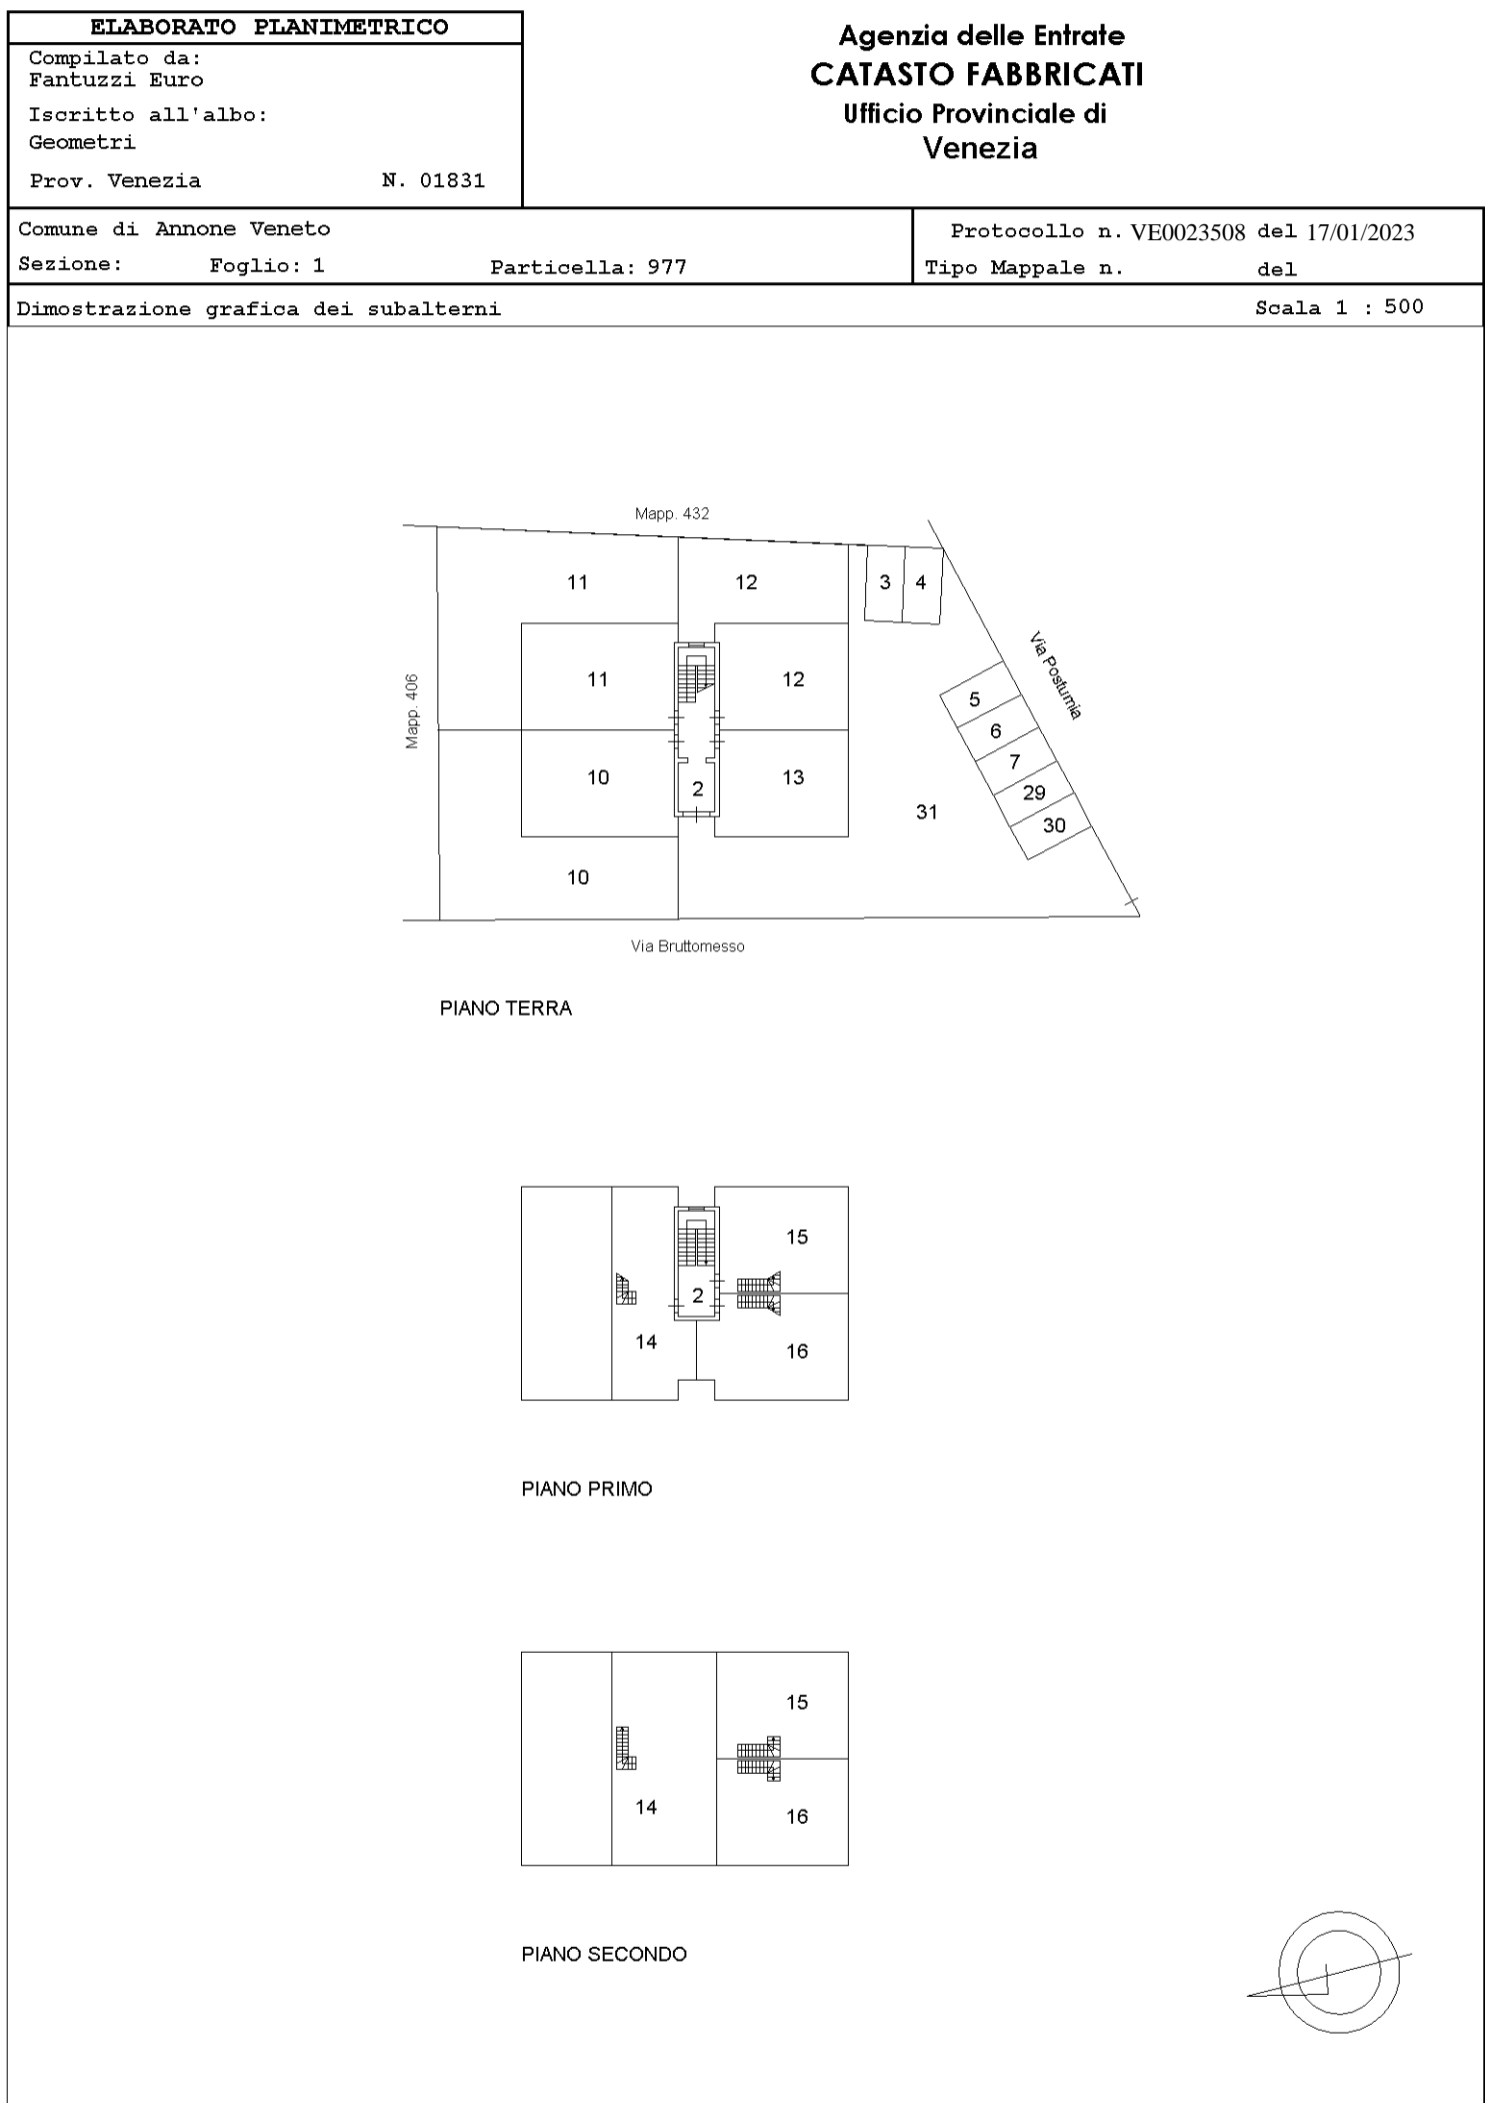 ELABORATO PLANIMETRICO
Compilato da:
Fantuzzi Euro
Iscritto all'albo:
Geometri
Prov. Venezia N. 01831
Agenzia delle Entrate
CATASTO FABBRICATI
Ufficio Provinciale di
Venezia
Comune di Annone Veneto
Sezione: Foglio: 1 Particella: 977
Protocollo n. VE0023508 del 17/01/2023
Tipo Mappale n. del
Dimostrazione grafica dei subalterni Scala 1 : 500
Mapp. 432
11 12 3 4
Via Postumia
Mapp. 406
11 12
5
6
7
10 2 13
29
31
30
10
Via Bruttomesso
PIANO TERRA
15
2
14 16
PIANO PRIMO
15
14 16
PIANO SECONDO